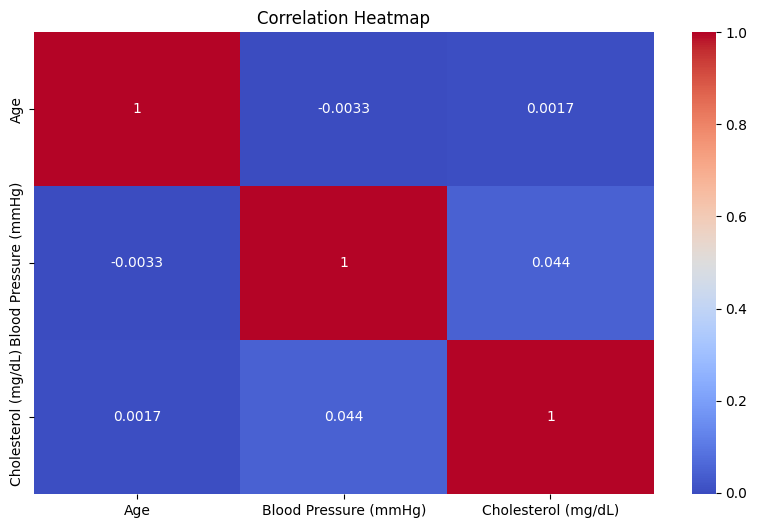 Correlation Heatmap
Age
1
-0.0033
0.0017
Blood Pressure (mmHg)
-0.0033
1
0.044
Cholesterol (mg/dL)
0.0017
0.044
1
Age
Blood Pressure (mmHg)
Cholesterol (mg/dL)
1.0
0.8
0.6
0.4
0.2
0.0